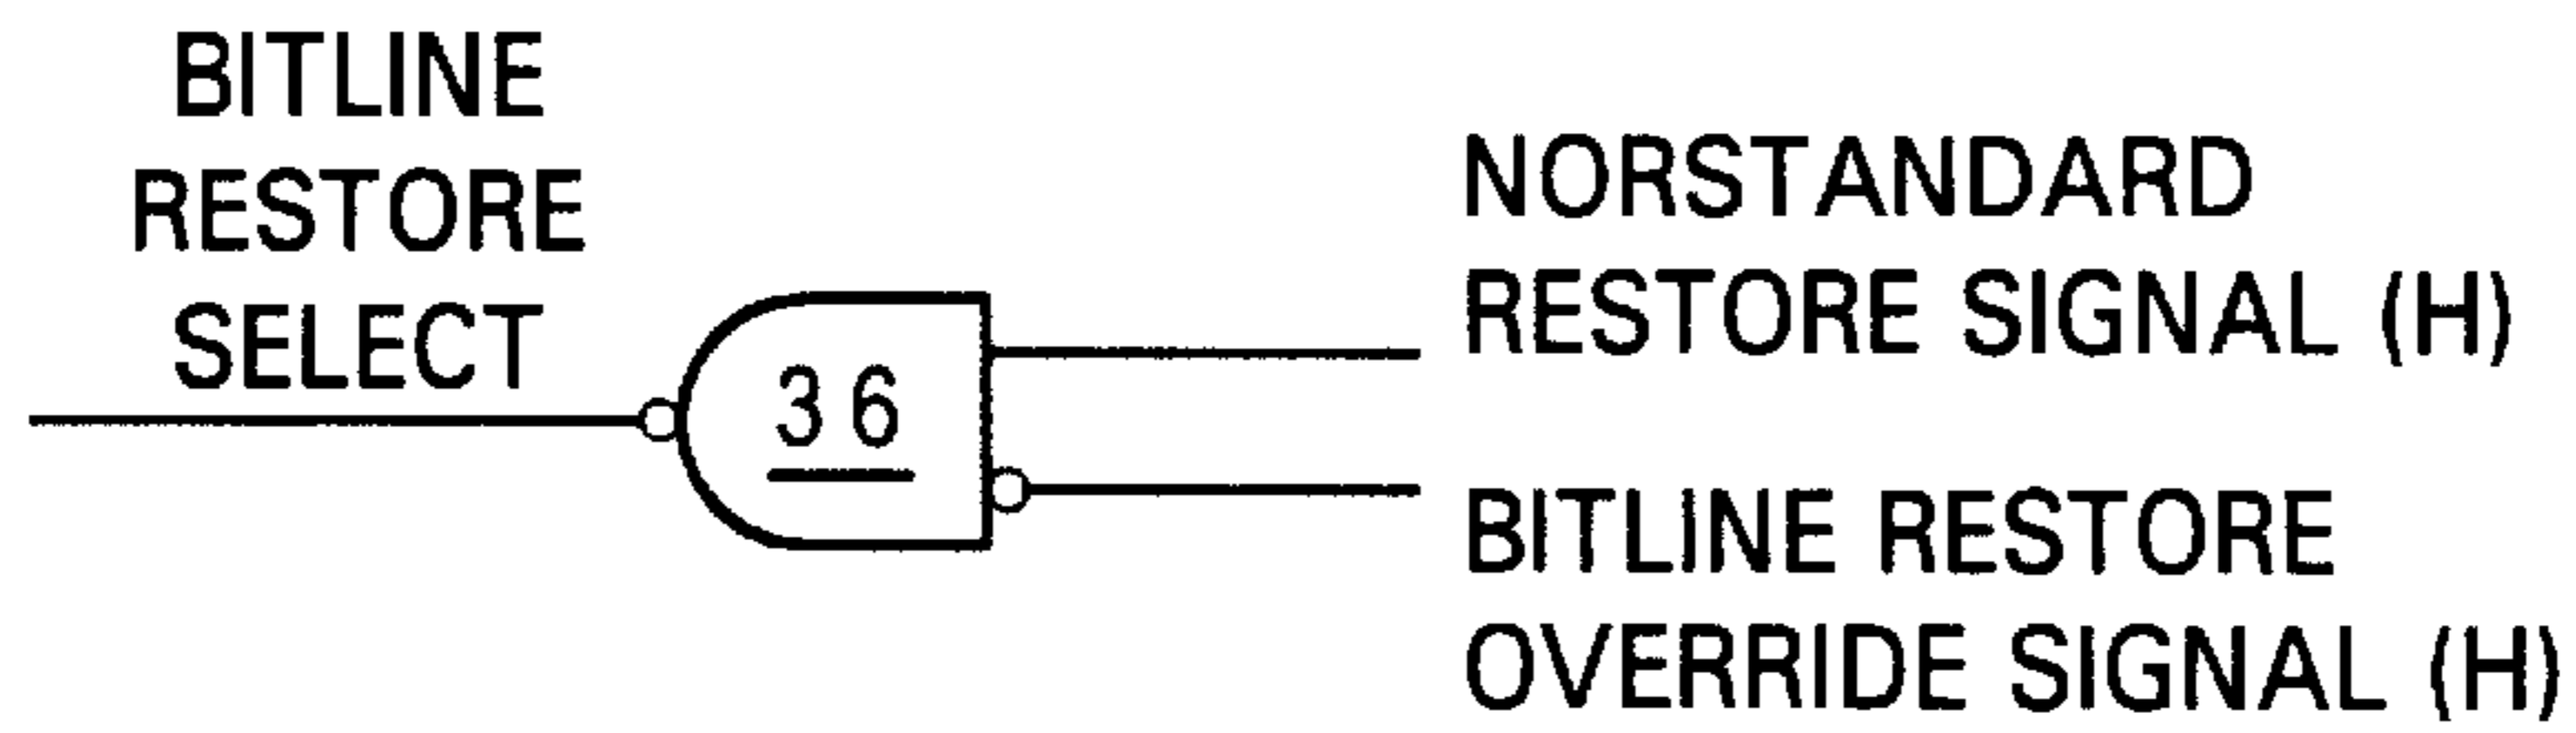 BITLINE
RESTORE
SELECT
36
NORSTANDARD
RESTORE SIGNAL (H)
BITLINE RESTORE
OVERRIDE SIGNAL (H)